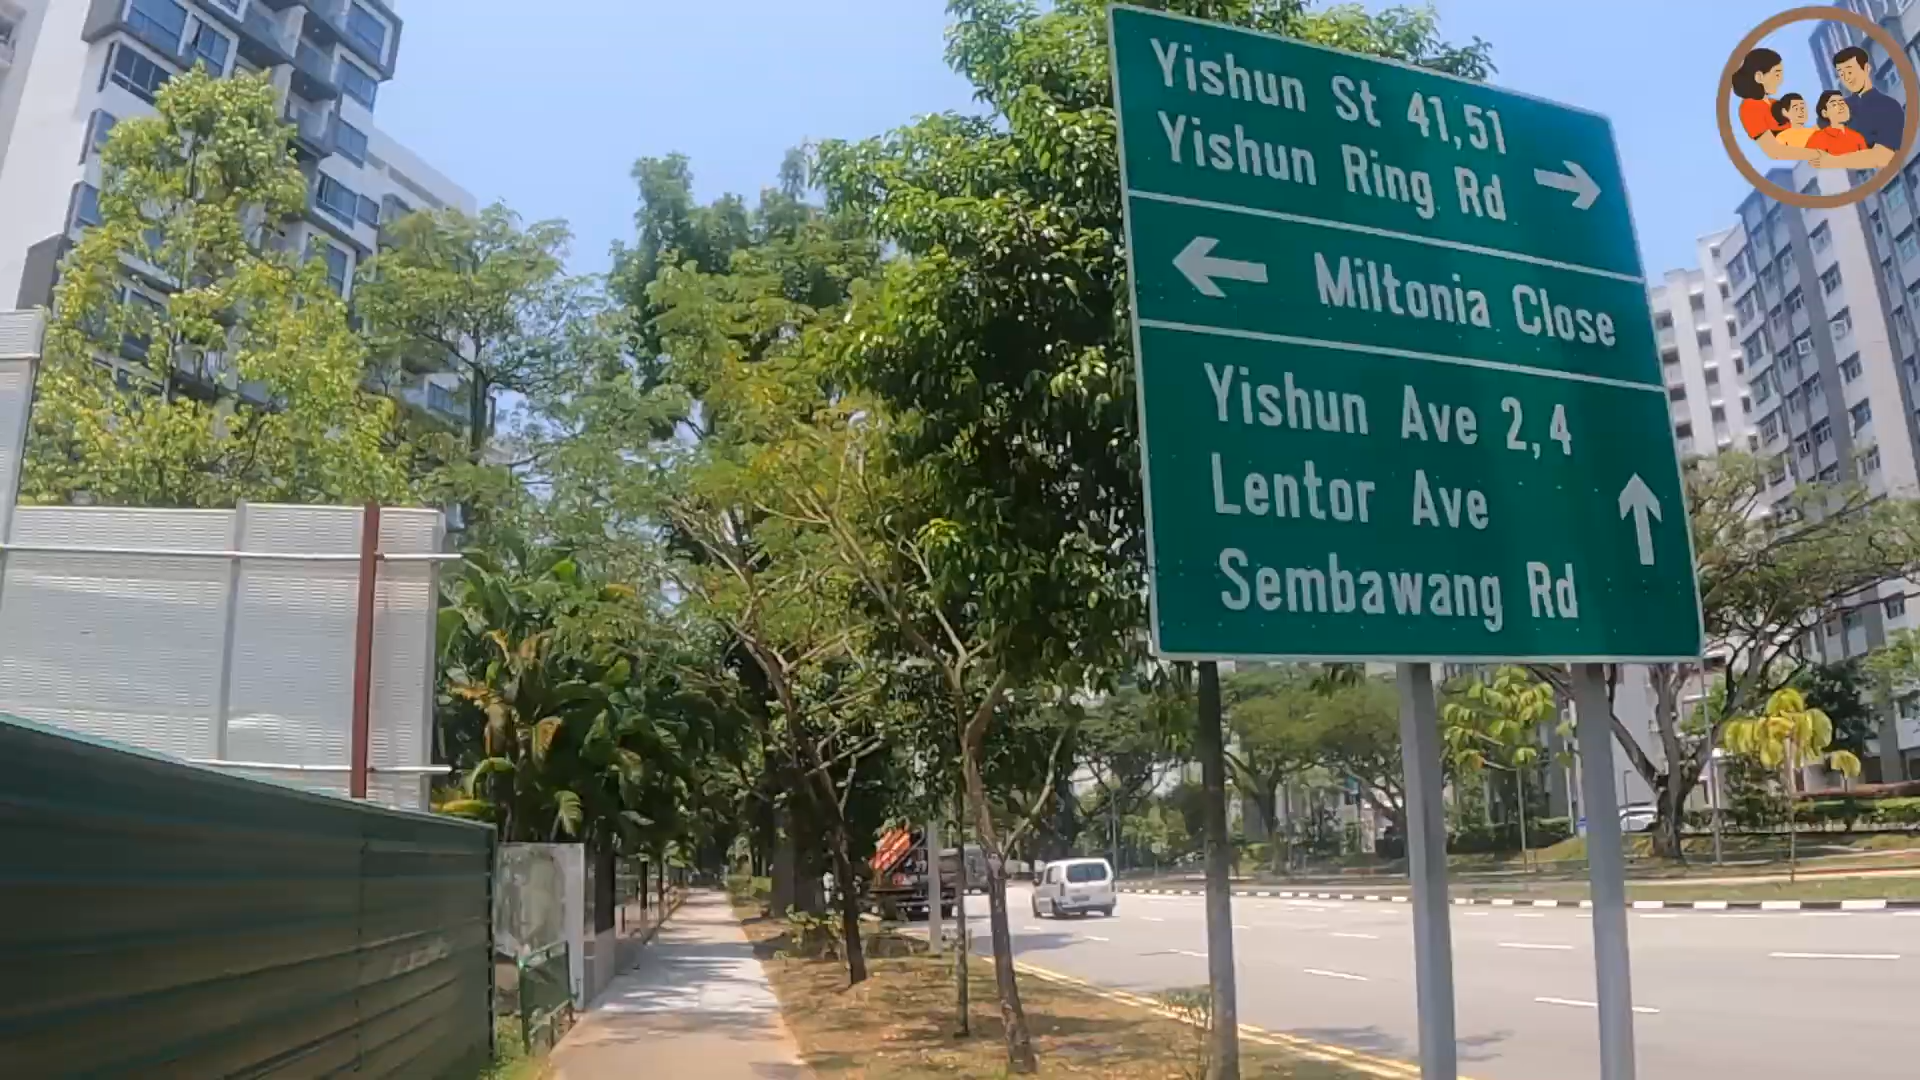 Yishun St 41,51
Yishun Ring Rd
Miltonia Close
Yishun Ave 2,4
Lentor Ave
Sembawang Rd